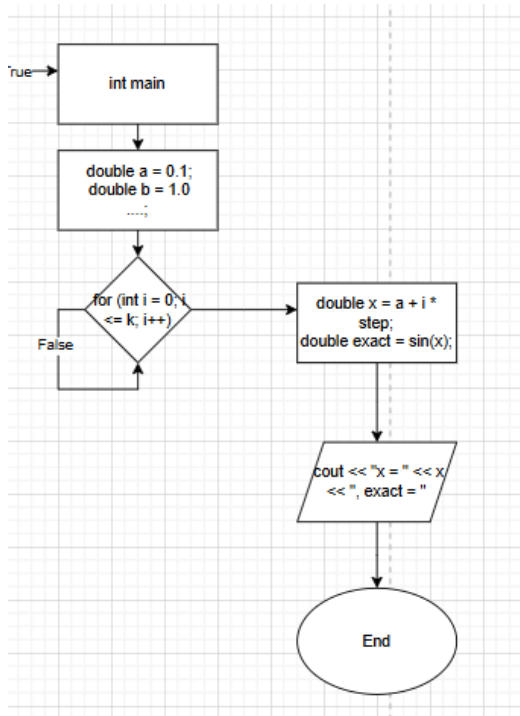 True
int main
double a = 0.1;
double b = 1.0
....;
for (int i = 0; i
<= k; i++)
False
double x = a + i *
step;
double exact = sin(x);
cout << "x = " << x
<< ", exact = "
End